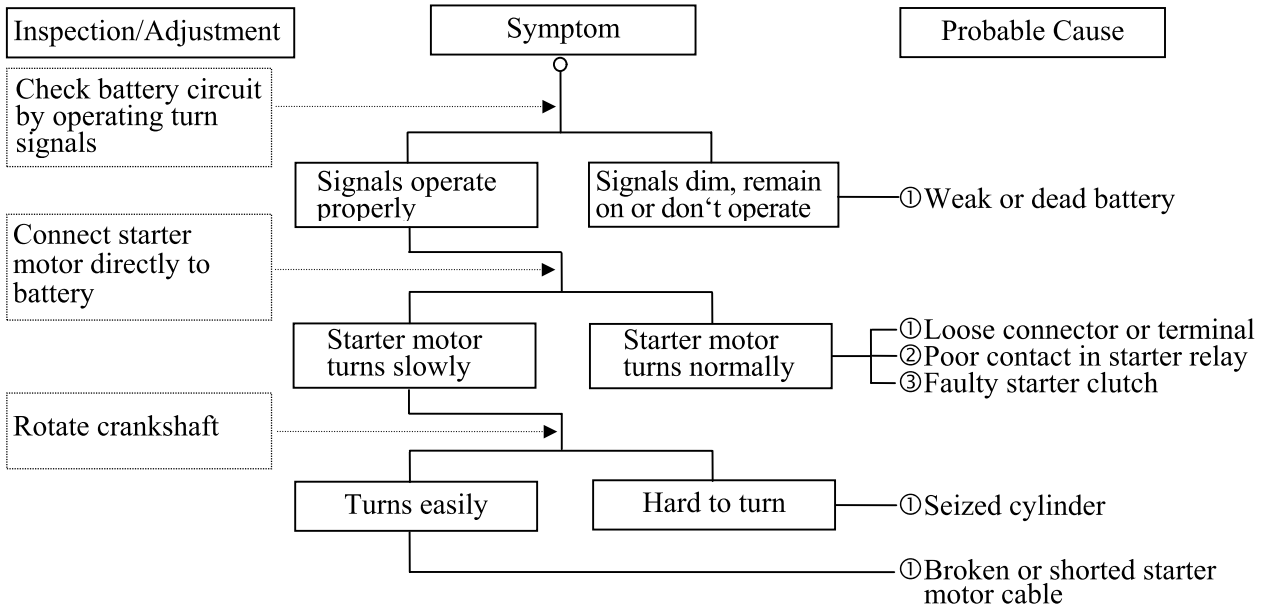 Inspection/Adjustment
Symptom
Probable Cause
Check battery circuit
by operating turn
signals
Signals operate
properly
Signals dim, remain
on or don‘t operate
①Weak or dead battery
Connect starter
motor directly to
battery
Starter motor
turns slowly
Starter motor
turns normally
①Loose connector or terminal
②Poor contact in starter relay
③Faulty starter clutch
Rotate crankshaft
Turns easily
Hard to turn
①Seized cylinder
①Broken or shorted starter
motor cable